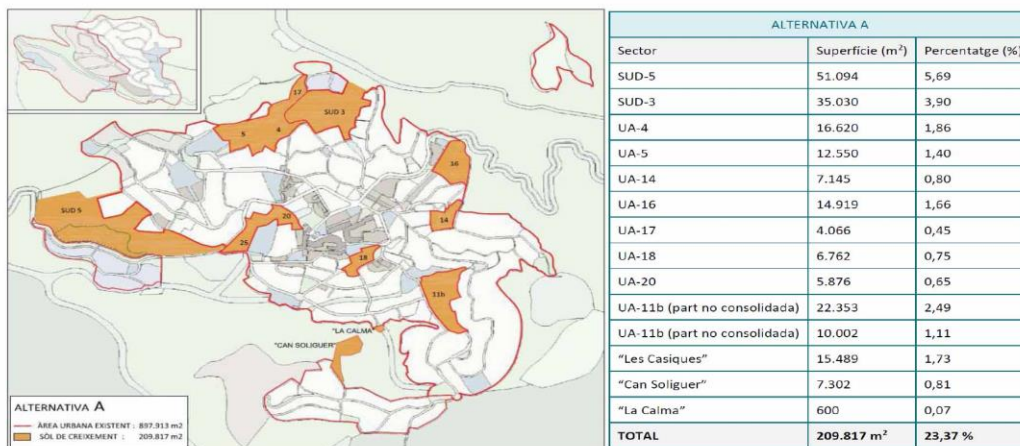 17
SUD 3
5
4
16
SUD 5
20
14
25
18
11b
"LA CALMA"
"CAN SOLIGUER"
ALTERNATIVA A
ÀREA URBANA EXISTENT : 897.913 m2
SÒL DE CREIXEMENT : 209.817 m2
ALTERNATIVA A
Sector Superfície (m²) Percentatge (%)
SUD-5 51.094 5,69
SUD-3 35.030 3,90
UA-4 16.620 1,86
UA-5 12.550 1,40
UA-14 7.145 0,80
UA-16 14.919 1,66
UA-17 4.066 0,45
UA-18 6.762 0,75
UA-20 5.876 0,65
UA-11b (part no consolidada) 22.353 2,49
UA-11b (part no consolidada) 10.002 1,11
"Les Casiques" 15.489 1,73
"Can Soliguer" 7.302 0,81
"La Calma" 600 0,07
TOTAL 209.817 m² 23,37 %